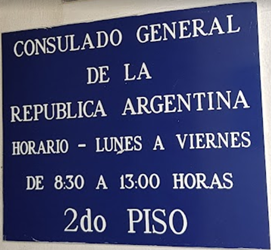 CONSULADO GENERAL
DE LA
REPUBLICA ARGENTINA
HORARIO - LUNES A VIERNES
DE 8:30 A 13:00 HORAS
2do PISO